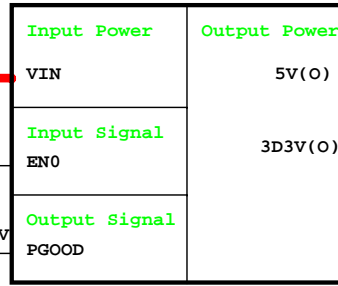 Input Power
VIN
Input Signal
EN0
Output Signal
PGOOD
Output Power
5V(O)
3D3V(O)
V